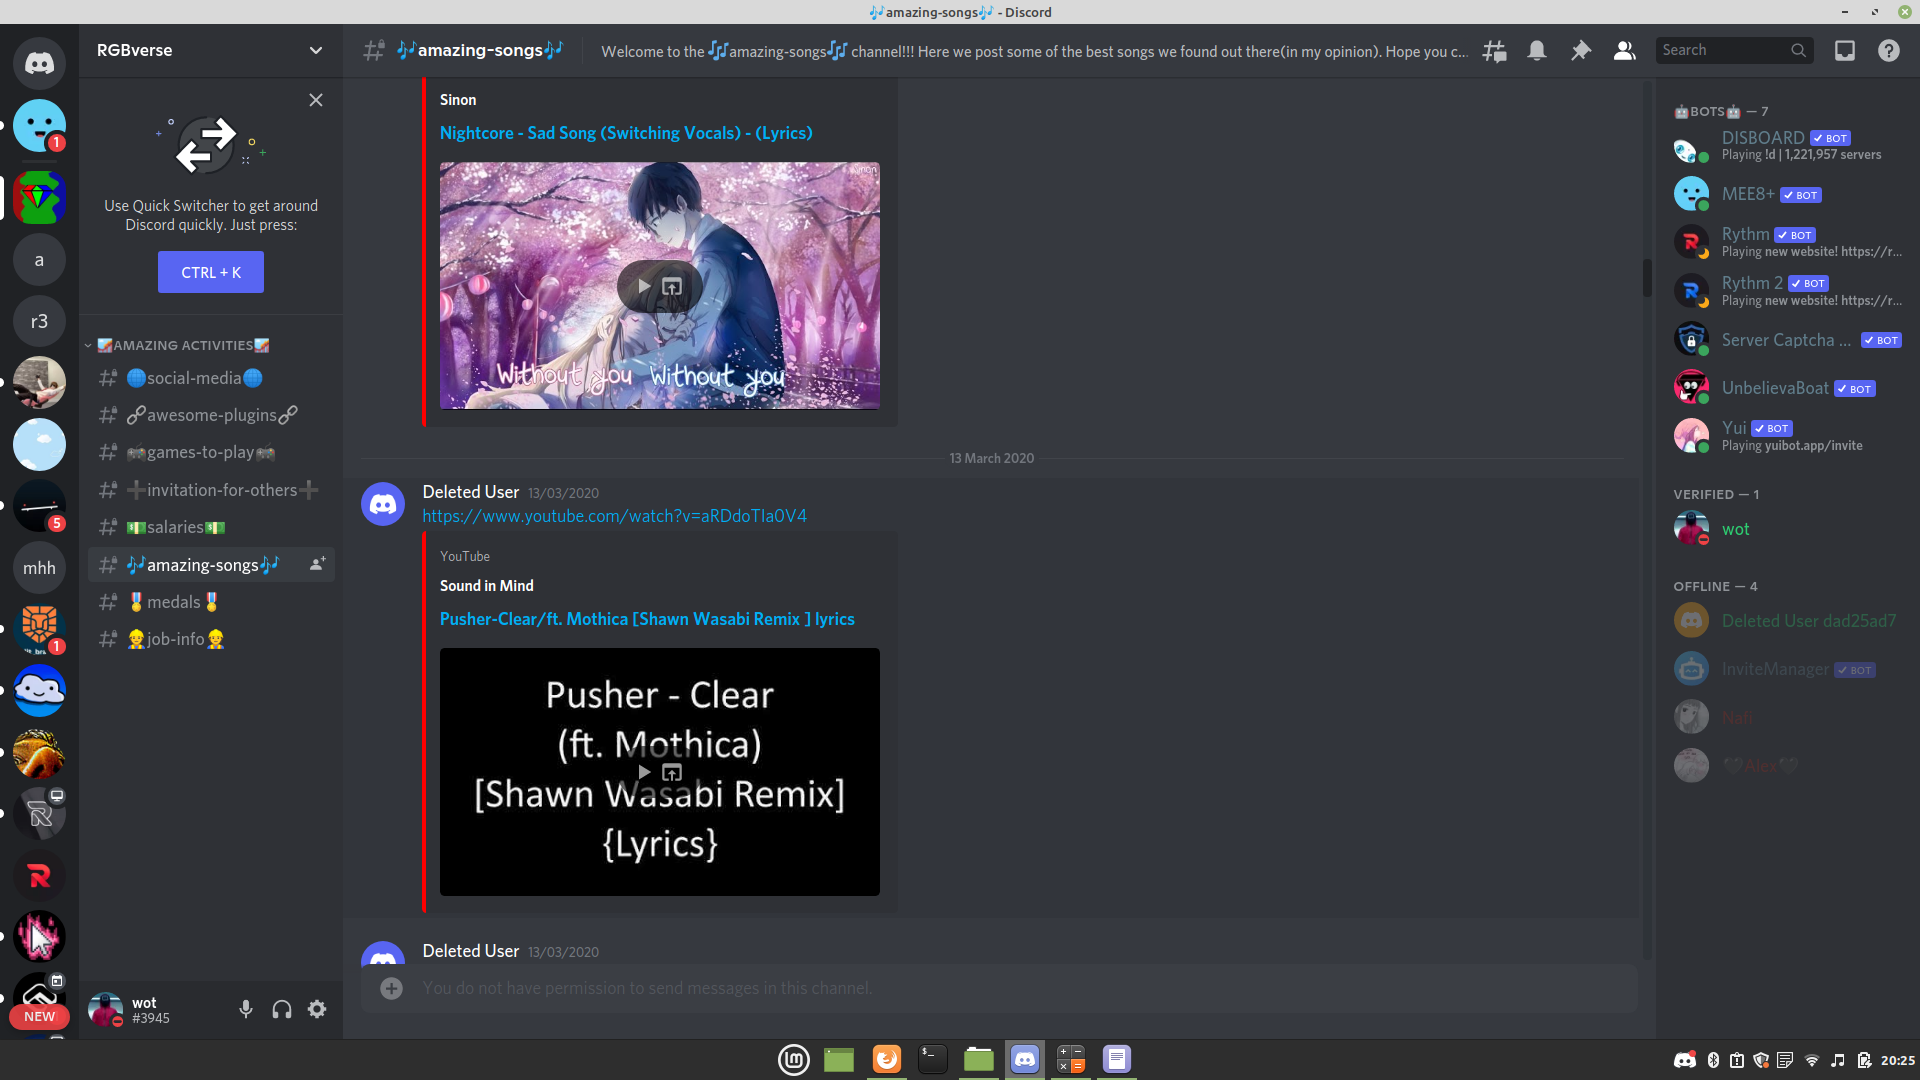 🎶amazing-songs🎶 - Discord
RGBverse
🎶amazing-songs🎶
Welcome to the 🎶amazing-songs🎶 channel!!! Here we post some of the best songs we found out there(in my opinion). Hope you c...
Search
Use Quick Switcher to get around
Discord quickly. Just press:
CTRL + K
AMAZING ACTIVITIES
🌐social-media🌐
🔗awesome-plugins🔗
🎮games-to-play🎮
➕invitation-for-others➕
💵salaries💵
🎶amazing-songs🎶
🎖medals🎖
👷job-info👷
1
a
r3
5
mhh
1
NEW
wot
#3945
Sinon
Nightcore - Sad Song (Switching Vocals) - (Lyrics)
Without you Without you
13 March 2020
Deleted User 13/03/2020
https://www.youtube.com/watch?v=aRDdoTIa0V4
YouTube
Sound in Mind
Pusher-Clear/ft. Mothica [Shawn Wasabi Remix ] lyrics
Pusher - Clear
(ft. Mothica)
[Shawn Wasabi Remix]
{Lyrics}
Deleted User 13/03/2020
You do not have permission to send messages in this channel.
🤖BOTS🤖 — 7
DISBOARD ✓ BOT
Playing !d | 1,221,957 servers
MEE8+ ✓ BOT
Rythm ✓ BOT
Playing new website! https://r...
Rythm 2 ✓ BOT
Playing new website! https://r...
Server Captcha ... ✓ BOT
UnbelievaBoat ✓ BOT
Yui ✓ BOT
Playing yuibot.app/invite
VERIFIED — 1
wot
OFFLINE — 4
Deleted User dad25ad7
InviteManager ✓ BOT
Nafi
🖤Alex🖤
20:25